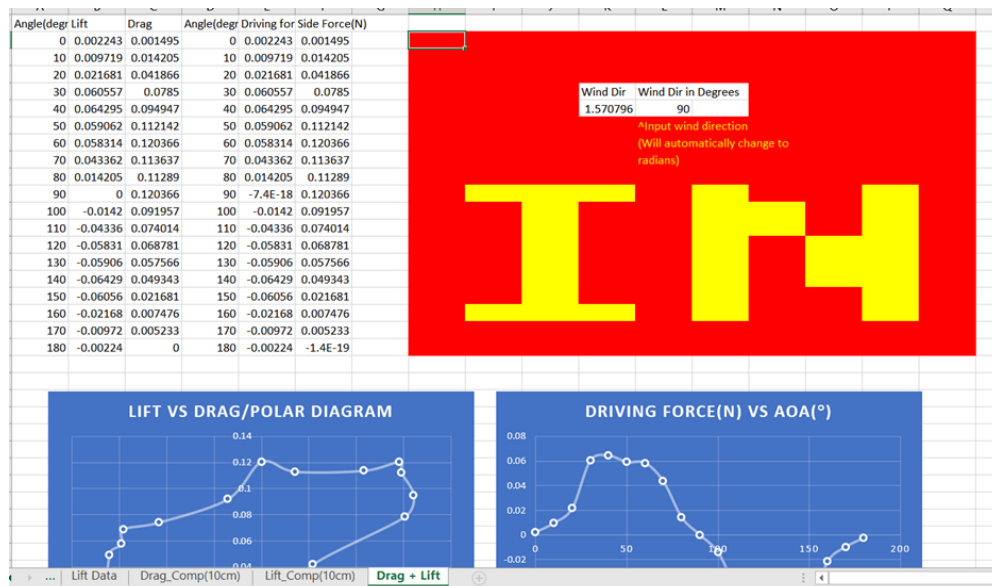 Angle(degr Lift Drag Angle(degr Driving for Side Force(N)
0 0.002243 0.001495 0 0.002243 0.001495
10 0.009719 0.014205 10 0.009719 0.014205
20 0.021681 0.041866 20 0.021681 0.041866
30 0.060557 0.0785 30 0.060557 0.0785
Wind Dir Wind Dir in Degrees
40 0.064295 0.094947 40 0.064295 0.094947
1.570796 90
50 0.059062 0.112142 50 0.059062 0.112142
^Input wind direction
60 0.058314 0.120366 60 0.058314 0.120366
(Will automatically change to
70 0.043362 0.113637 70 0.043362 0.113637
radians)
80 0.014205 0.11289 80 0.014205 0.11289
90 0 0.120366 90 -7.4E-18 0.120366
100 -0.0142 0.091957 100 -0.0142 0.091957
110 -0.04336 0.074014 110 -0.04336 0.074014
120 -0.05831 0.068781 120 -0.05831 0.068781
130 -0.05906 0.057566 130 -0.05906 0.057566
140 -0.06429 0.049343 140 -0.06429 0.049343
150 -0.06056 0.021681 150 -0.06056 0.021681
160 -0.02168 0.007476 160 -0.02168 0.007476
170 -0.00972 0.005233 170 -0.00972 0.005233
180 -0.00224 0 180 -0.00224 -1.4E-19
IN
LIFT VS DRAG/POLAR DIAGRAM
0.14
0.12
0.1
0.08
0.06
DRIVING FORCE(N) VS AOA(°)
0.08
0.06
0.04
0.02
0
-0.02
0 50 100 150 200
... Lift Data Drag_Comp(10cm) Lift_Comp(10cm) Drag + Lift